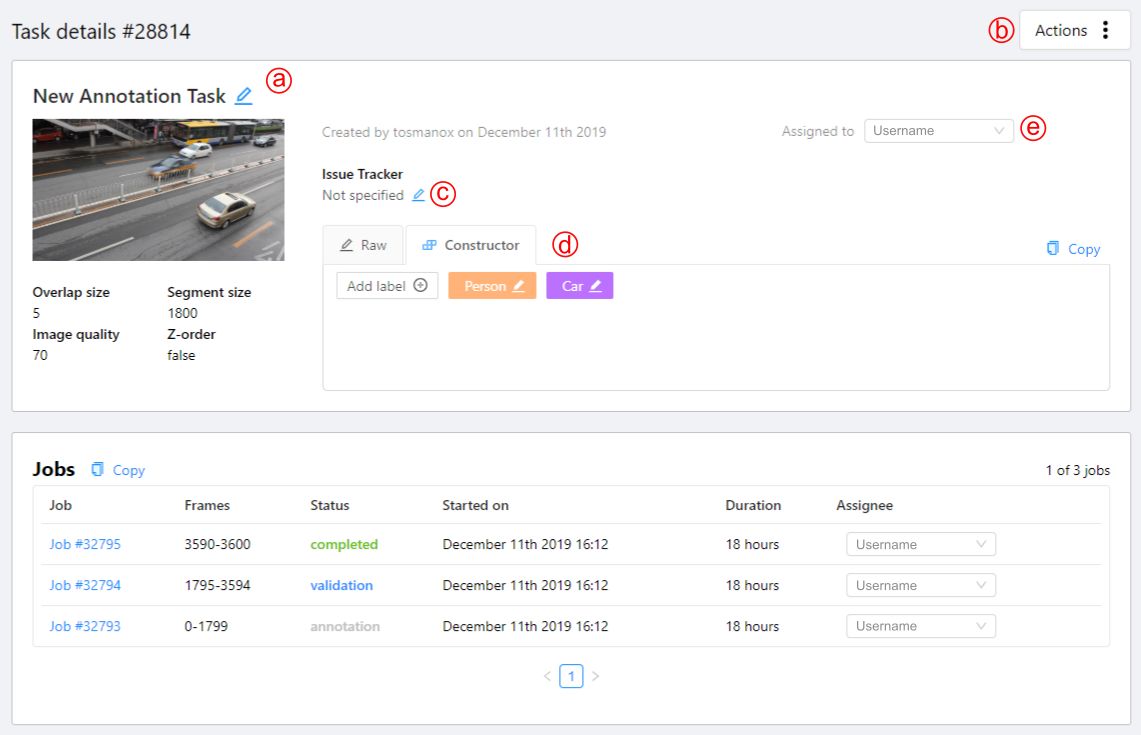 Task details #28814
ⓑ Actions
New Annotation Task ⓐ
Created by tosmanox on December 11th 2019
Assigned to Username ⓔ
Issue Tracker
Not specified ⓒ
Raw Constructor ⓓ Copy
Add label Person Car
Overlap size Segment size
5 1800
Image quality Z-order
70 false
Jobs Copy 1 of 3 jobs
Job Frames Status Started on Duration Assignee
Job #32795 3590-3600 completed December 11th 2019 16:12 18 hours Username
Job #32794 1795-3594 validation December 11th 2019 16:12 18 hours Username
Job #32793 0-1799 annotation December 11th 2019 16:12 18 hours Username
< 1 >